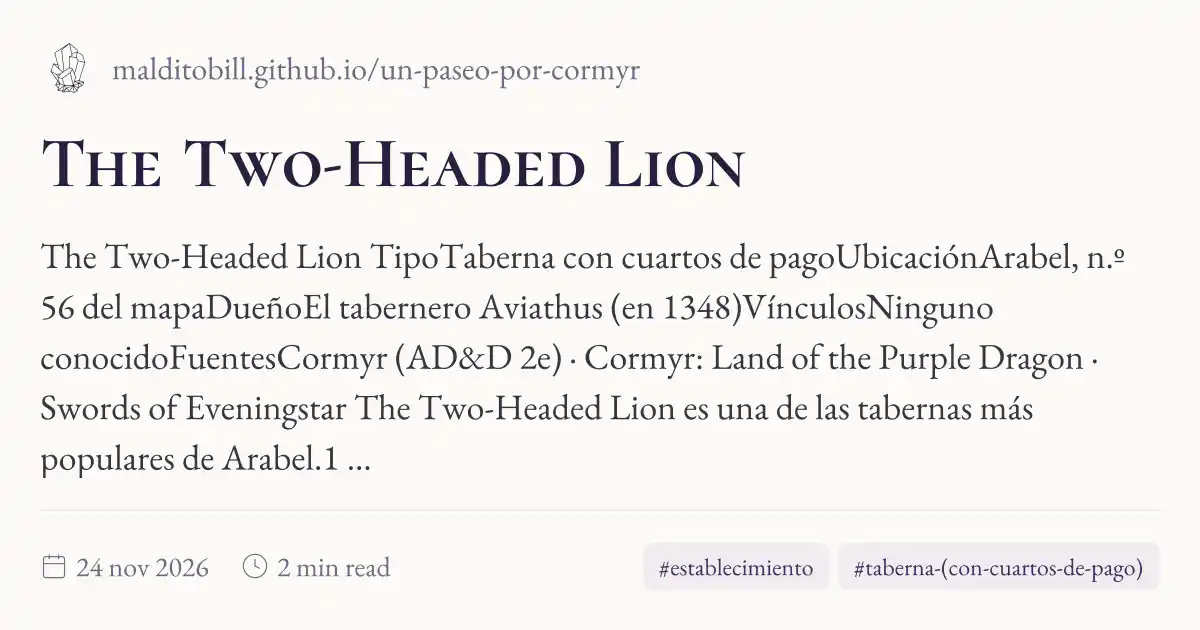 malditobill.github.io/un-paseo-por-cormyr
The Two-Headed Lion
The Two-Headed Lion TipoTaberna con cuartos de pagoUbicaciónArabel, n.º
56 del mapaDueñoEl tabernero Aviathus (en 1348)VínculosNinguno
conocidoFuentesCormyr (AD&D 2e) · Cormyr: Land of the Purple Dragon ·
Swords of Eveningstar The Two-Headed Lion es una de las tabernas más
populares de Arabel.1 ...
24 nov 2026 2 min read #establecimiento #taberna-(con-cuartos-de-pago)